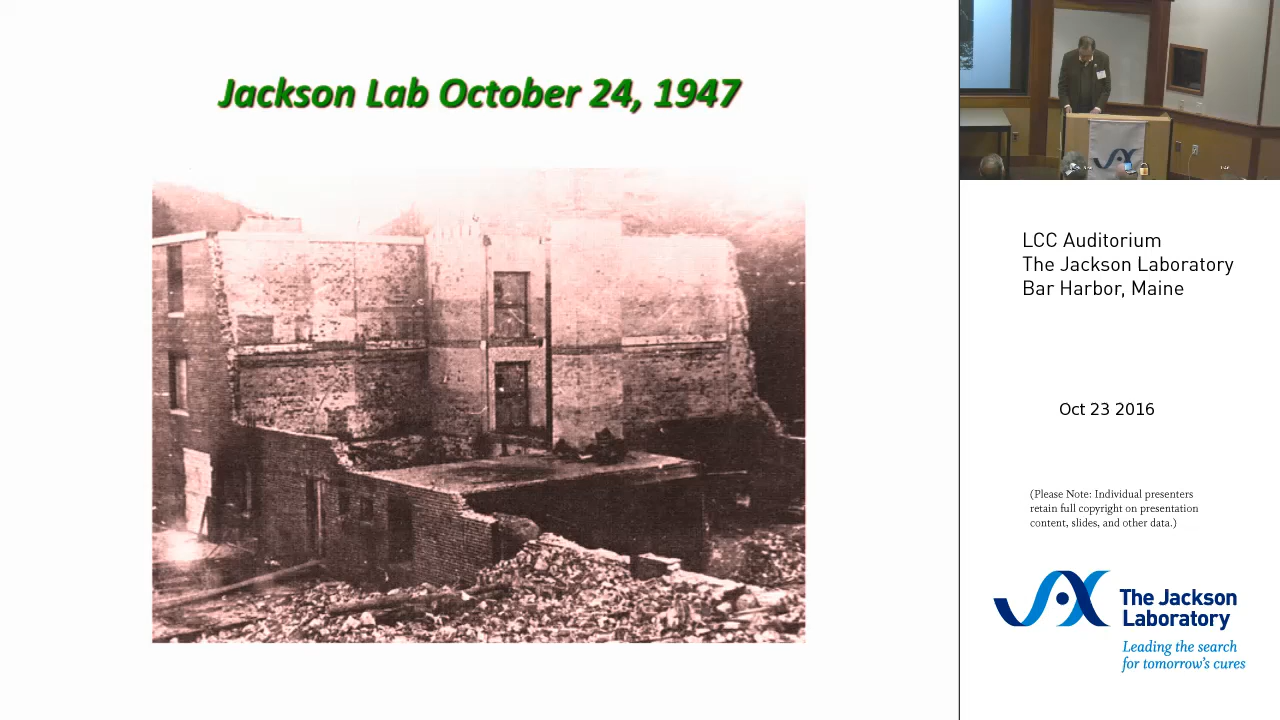 Jackson Lab October 24, 1947
LCC Auditorium
The Jackson Laboratory
Bar Harbor, Maine
Oct 23 2016
(Please Note: Individual presenters
retain full copyright on presentation
content, slides, and other data.)
The Jackson
Laboratory
Leading the search
for tomorrow's cures